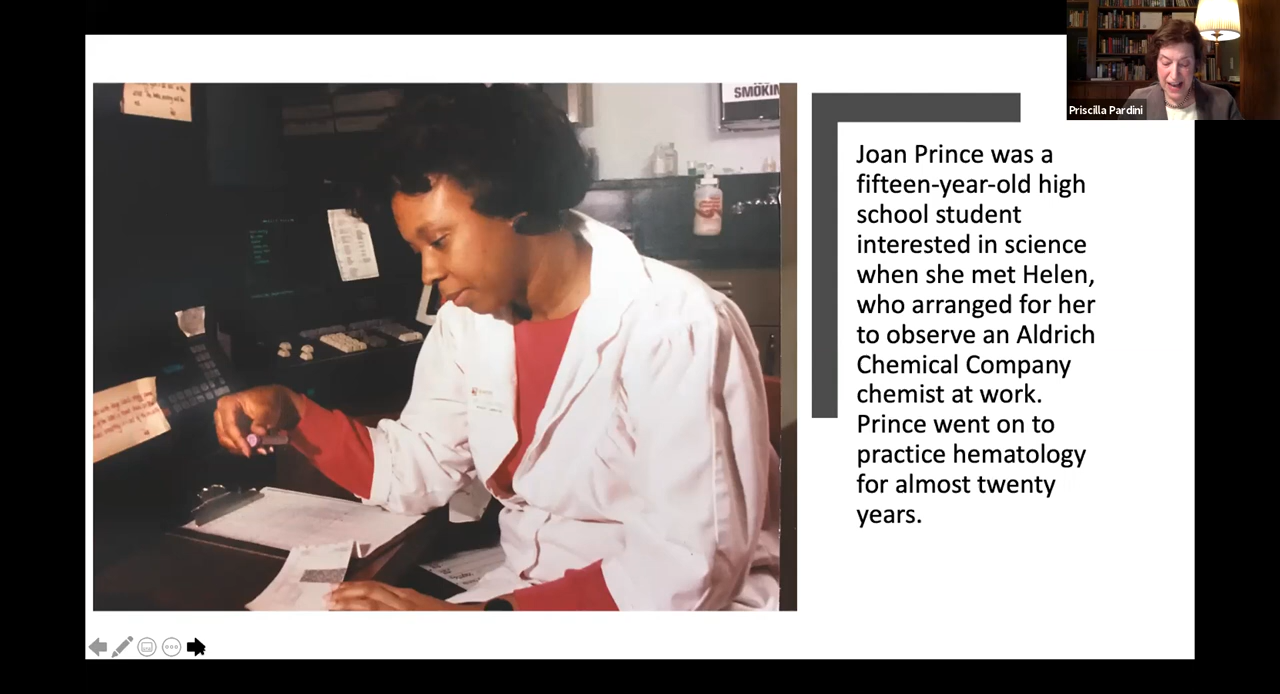 SMOKIN
Priscilla Pardini
Joan Prince was a
fifteen-year-old high
school student
interested in science
when she met Helen,
who arranged for her
to observe an Aldrich
Chemical Company
chemist at work.
Prince went on to
practice hematology
for almost twenty
years.